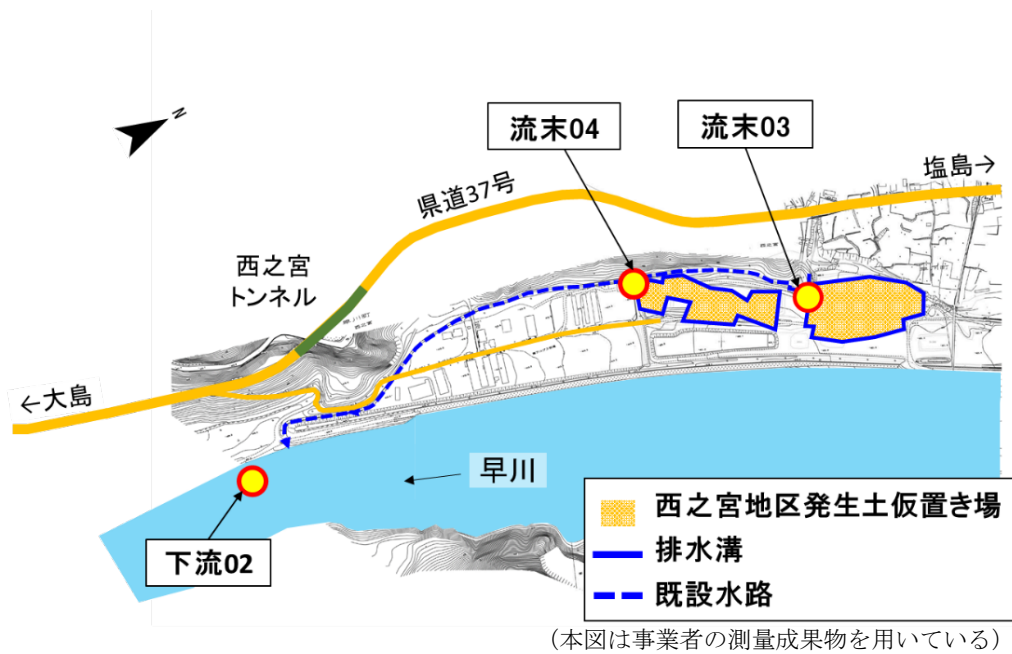 N
流末04
流末03
塩島→
県道37号
西之宮
トンネル
←大島
早川
下流02
西之宮地区発生土仮置き場
排水溝
既設水路
（本図は事業者の測量成果物を用いている）